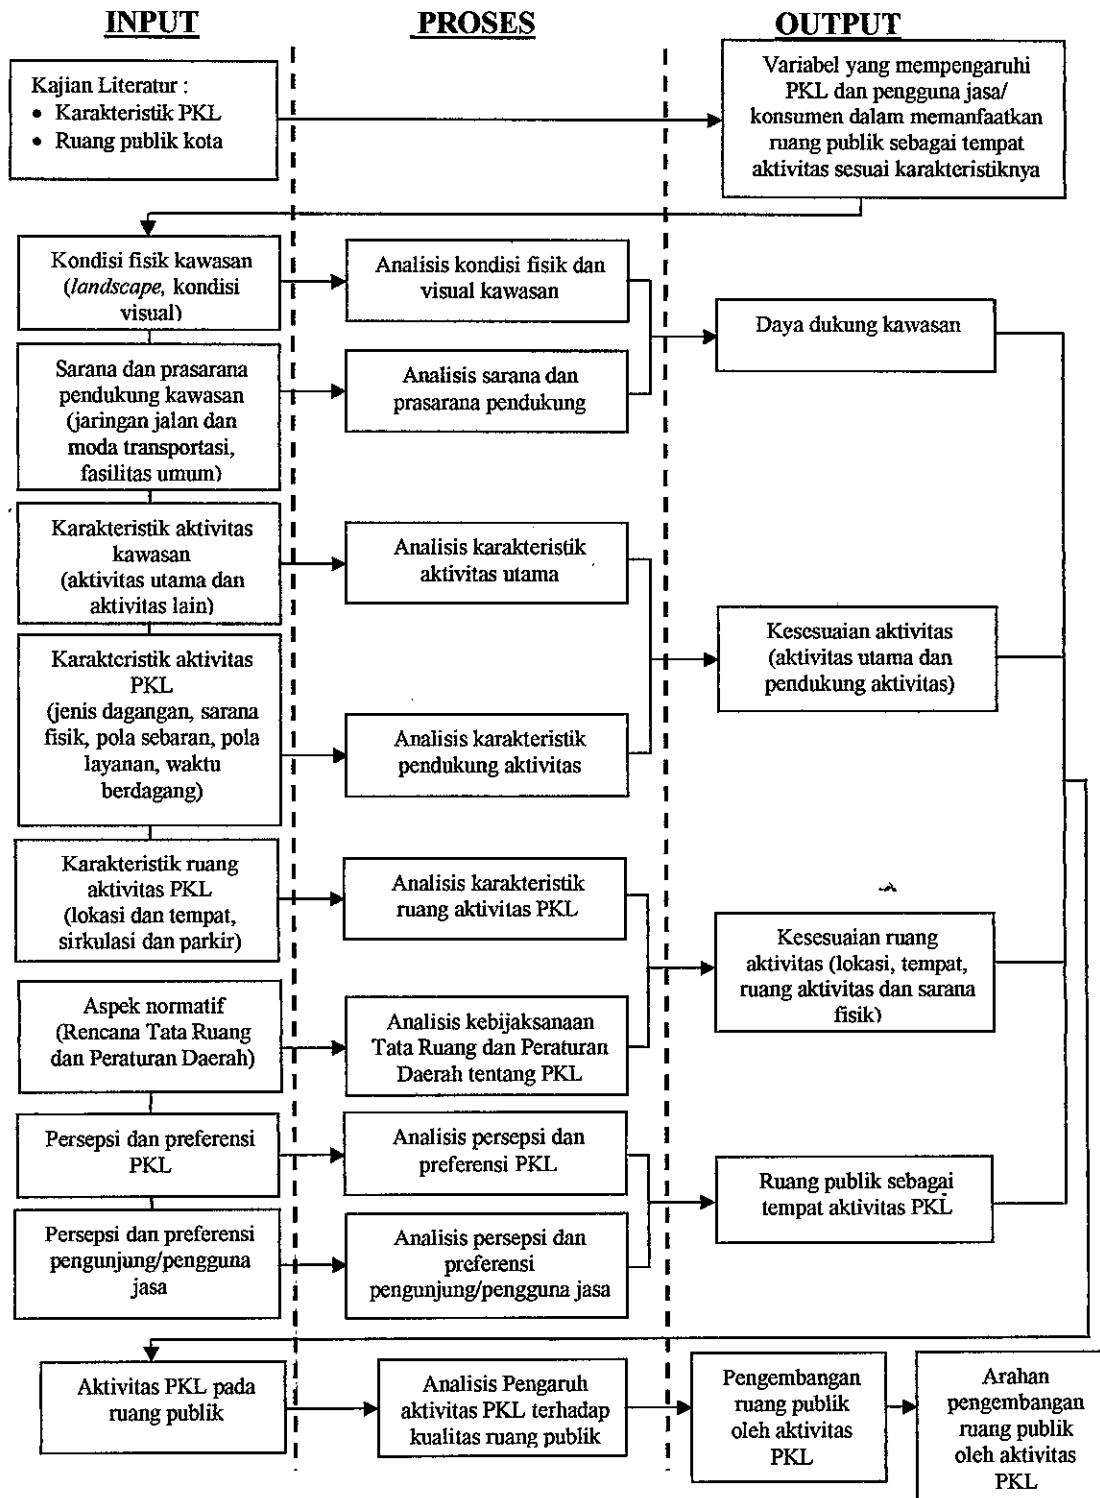 INPUT
PROSES
OUTPUT
Kajian Literatur :
• Karakteristik PKL
• Ruang publik kota
Variabel yang mempengaruhi
PKL dan pengguna jasa/
konsumen dalam memanfaatkan
ruang publik sebagai tempat
aktivitas sesuai karakteristiknya
Kondisi fisik kawasan
(landscape, kondisi
visual)
Analisis kondisi fisik dan
visual kawasan
Daya dukung kawasan
Sarana dan prasarana
pendukung kawasan
(jaringan jalan dan
moda transportasi,
fasilitas umum)
Analisis sarana dan
prasarana pendukung
Karakteristik aktivitas
kawasan
(aktivitas utama dan
aktivitas lain)
Analisis karakteristik
aktivitas utama
Kesesuaian aktivitas
(aktivitas utama dan
pendukung aktivitas)
Karakteristik aktivitas
PKL
(jenis dagangan, sarana
fisik, pola sebaran, pola
layanan, waktu
berdagang)
Analisis karakteristik
pendukung aktivitas
Karakteristik ruang
aktivitas PKL
(lokasi dan tempat,
sirkulasi dan parkir)
Analisis karakteristik
ruang aktivitas PKL
Kesesuaian ruang
aktivitas (lokasi, tempat,
ruang aktivitas dan sarana
fisik)
Aspek normatif
(Rencana Tata Ruang
dan Peraturan Daerah)
Analisis kebijaksanaan
Tata Ruang dan Peraturan
Daerah tentang PKL
Persepsi dan preferensi
PKL
Analisis persepsi dan
preferensi PKL
Ruang publik sebagai
tempat aktivitas PKL
Persepsi dan preferensi
pengunjung/pengguna
jasa
Analisis persepsi dan
preferensi
pengunjung/pengguna jasa
Aktivitas PKL pada
ruang publik
Analisis Pengaruh
aktivitas PKL terhadap
kualitas ruang publik
Pengembangan
ruang publik
oleh aktivitas
PKL
Arahan
pengembangan
ruang publik
oleh aktivitas
PKL